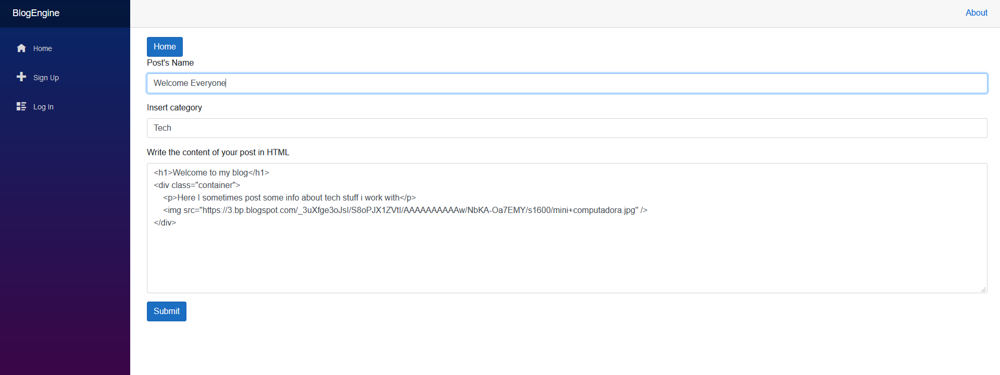 BlogEngine
About
Home
Sign Up
Log In
Home
Post's Name
Welcome Everyone
Insert category
Tech
Write the content of your post in HTML
<h1>Welcome to my blog</h1>
<div class="container">
<p>Here I sometimes post some info about tech stuff i work with</p>
<img src="https://3.bp.blogspot.com/_3uXfge3oJsI/S8oPJX1ZVtI/AAAAAAAAAAw/NbKA-Oa7EMY/s1600/mini+computadora.jpg" />
</div>
Submit